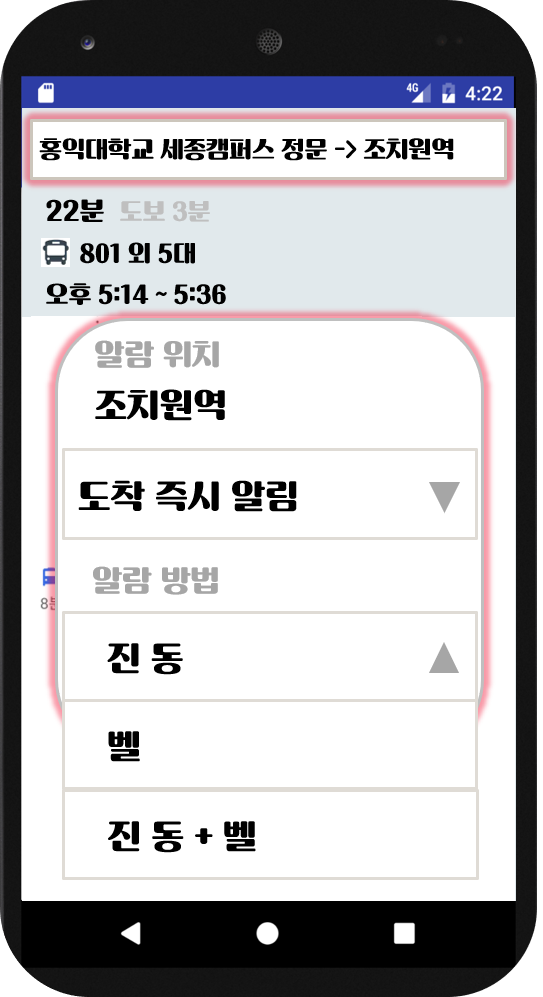 4G 4:22
홍익대학교 세종캠퍼스 정문 -> 조치원역
22분 도보 3분
801 외 5대
오후 5:14 ~ 5:36
알람 위치
조치원역
도착 즉시 알림
알람 방법
진 동
벨
진 동 + 벨